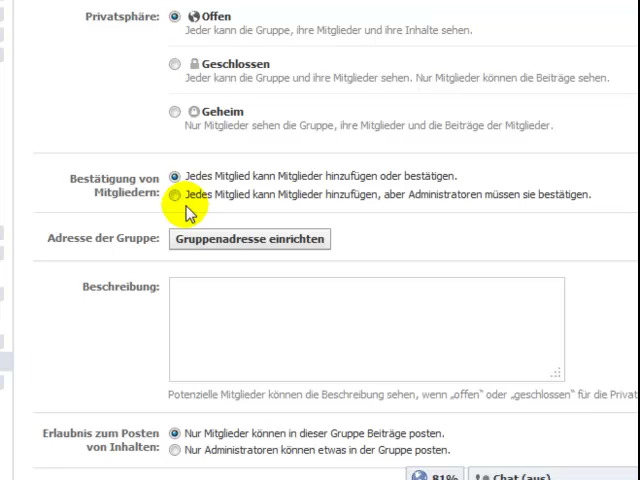 Privatsphäre: Offen
Jeder kann die Gruppe, ihre Mitglieder und ihre Inhalte sehen.
Geschlossen
Jeder kann die Gruppe und ihre Mitglieder sehen. Nur Mitglieder können die Beiträge sehen.
Geheim
Nur Mitglieder sehen die Gruppe, ihre Mitglieder und die Beiträge der Mitglieder.
Bestätigung von Mitgliedern:
Jedes Mitglied kann Mitglieder hinzufügen oder bestätigen.
Jedes Mitglied kann Mitglieder hinzufügen, aber Administratoren müssen sie bestätigen.
Adresse der Gruppe: Gruppenadresse einrichten
Beschreibung:
Potenzielle Mitglieder können die Beschreibung sehen, wenn „offen“ oder „geschlossen“ für die Privat
Erlaubnis zum Posten von Inhalten:
Nur Mitglieder können in dieser Gruppe Beiträge posten.
Nur Administratoren können etwas in der Gruppe posten.
81% Chat (aus)